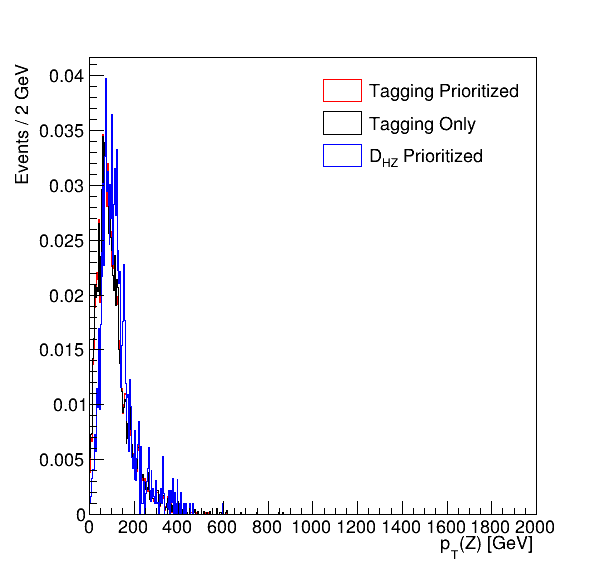 Events / 2 GeV
0.04
0.035
0.03
0.025
0.02
0.015
0.01
0.005
0
Tagging Prioritized
Tagging Only
D_HZ Prioritized
0 200 400 600 800 1000 1200 1400 1600 1800 2000
p_T(Z) [GeV]